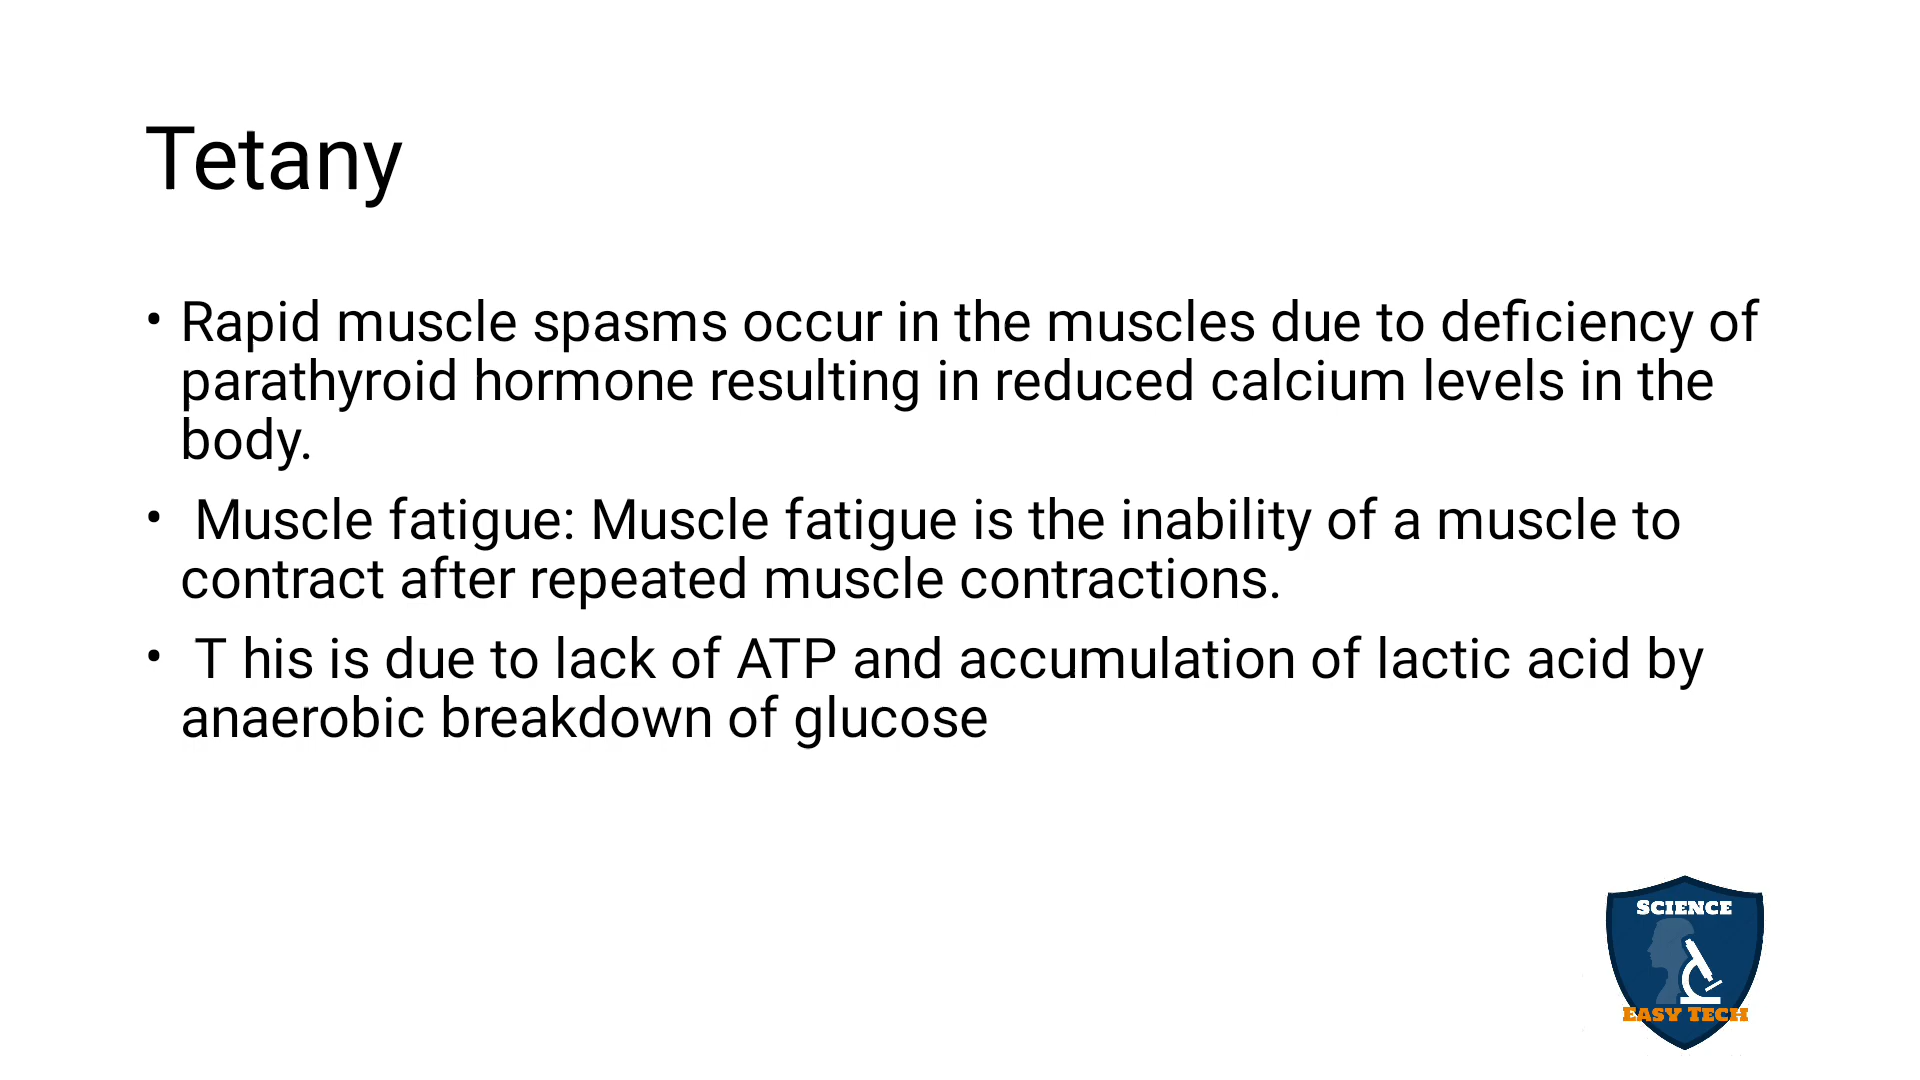 Tetany
• Rapid muscle spasms occur in the muscles due to deficiency of
parathyroid hormone resulting in reduced calcium levels in the
body.
• Muscle fatigue: Muscle fatigue is the inability of a muscle to
contract after repeated muscle contractions.
• T his is due to lack of ATP and accumulation of lactic acid by
anaerobic breakdown of glucose
SCIENCE
EASY TECH